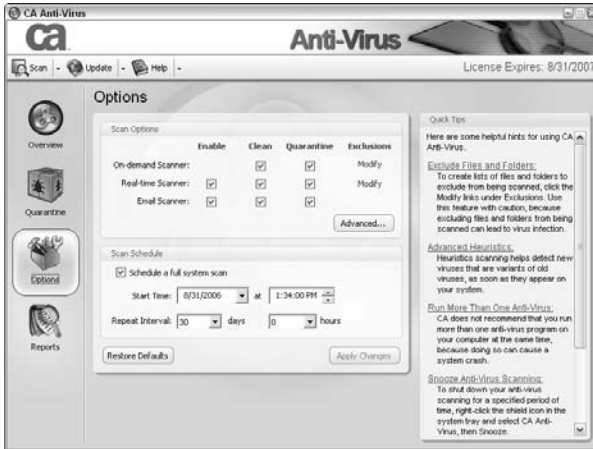 CA Anti-Virus
ca
Anti-Virus
Scan - Update - Help -
License Expires: 8/31/2007
Overview
Quarantine
Options
Reports
Options
Scan Options
Enable Clean Quarantine Exclusions
On-demand Scanner: Modify
Real-time Scanner: Modify
Email Scanner:
Advanced...
Scan Schedule
Schedule a full system scan
Start Time: 8/31/2006 at 1:34:00 PM
Repeat Interval: 30 days 0 hours
Restore Defaults
Apply Changes
Quick Tips
Here are some helpful hints for using CA
Anti-Virus.
Exclude Files and Folders:
To create lists of files and folders to
exclude from being scanned, click the
Modify links under Exclusions. Use
this feature with caution, because
excluding files and folders from being
scanned can lead to virus infection.
Advanced Heuristics:
Heuristics scanning helps detect new
viruses that are variants of old
viruses, as soon as they appear on
your system.
Run More Than One Anti-Virus:
CA does not recommend that you run
more than one anti-virus program on
your computer at the same time,
because doing so can cause a
system crash.
Snooze Anti-Virus Scanning:
To shut down your anti-virus
scanning for a specified period of
time, right-click the shield icon in the
system tray and select CA Anti-
Virus, then Snooze.